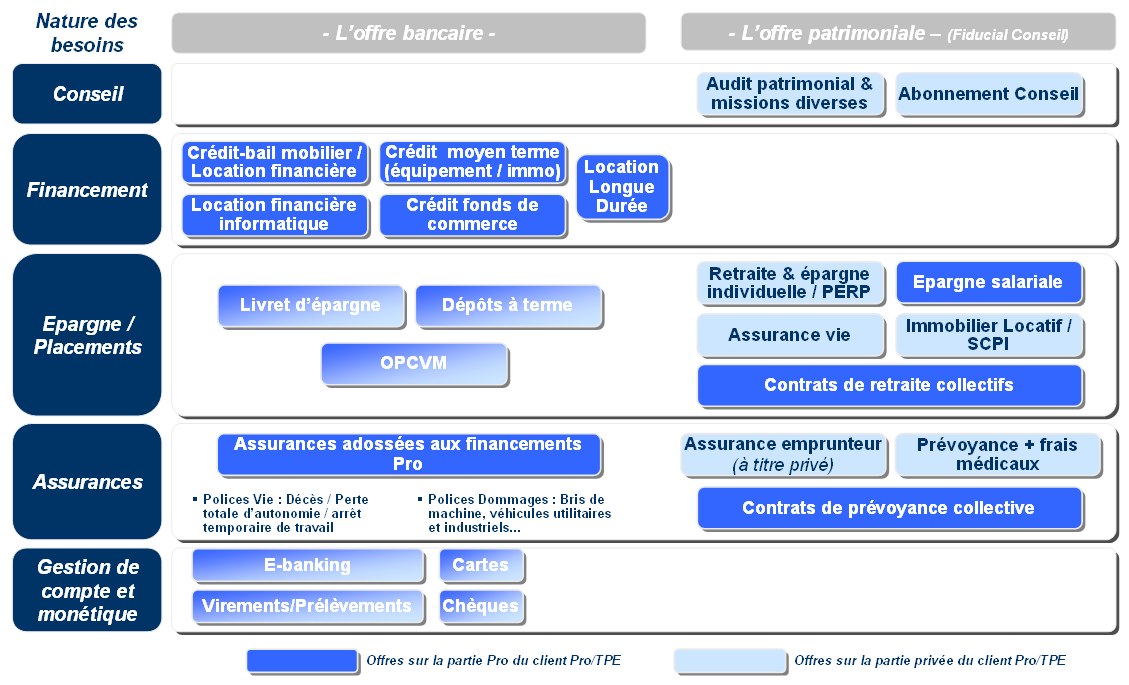 Nature des
besoins
- L'offre bancaire -
- L'offre patrimoniale – (Fiducial Conseil)
Conseil
Audit patrimonial &
missions diverses
Abonnement Conseil
Financement
Crédit-bail mobilier /
Location financière
Crédit moyen terme
(équipement / immo)
Location
Longue
Durée
Location financière
informatique
Crédit fonds de
commerce
Epargne /
Placements
Livret d'épargne
Dépôts à terme
OPCVM
Retraite & épargne
individuelle / PERP
Epargne salariale
Assurance vie
Immobilier Locatif /
SCPI
Contrats de retraite collectifs
Assurances
Assurances adossées aux financements
Pro
▪ Polices Vie : Décès / Perte
totale d'autonomie / arrêt
temporaire de travail
▪ Polices Dommages : Bris de
machine, véhicules utilitaires
et industriels...
Assurance emprunteur
(à titre privé)
Prévoyance + frais
médicaux
Contrats de prévoyance collective
Gestion de
compte et
monétique
E-banking
Cartes
Virements/Prélèvements
Chèques
Offres sur la partie Pro du client Pro/TPE
Offres sur la partie privée du client Pro/TPE